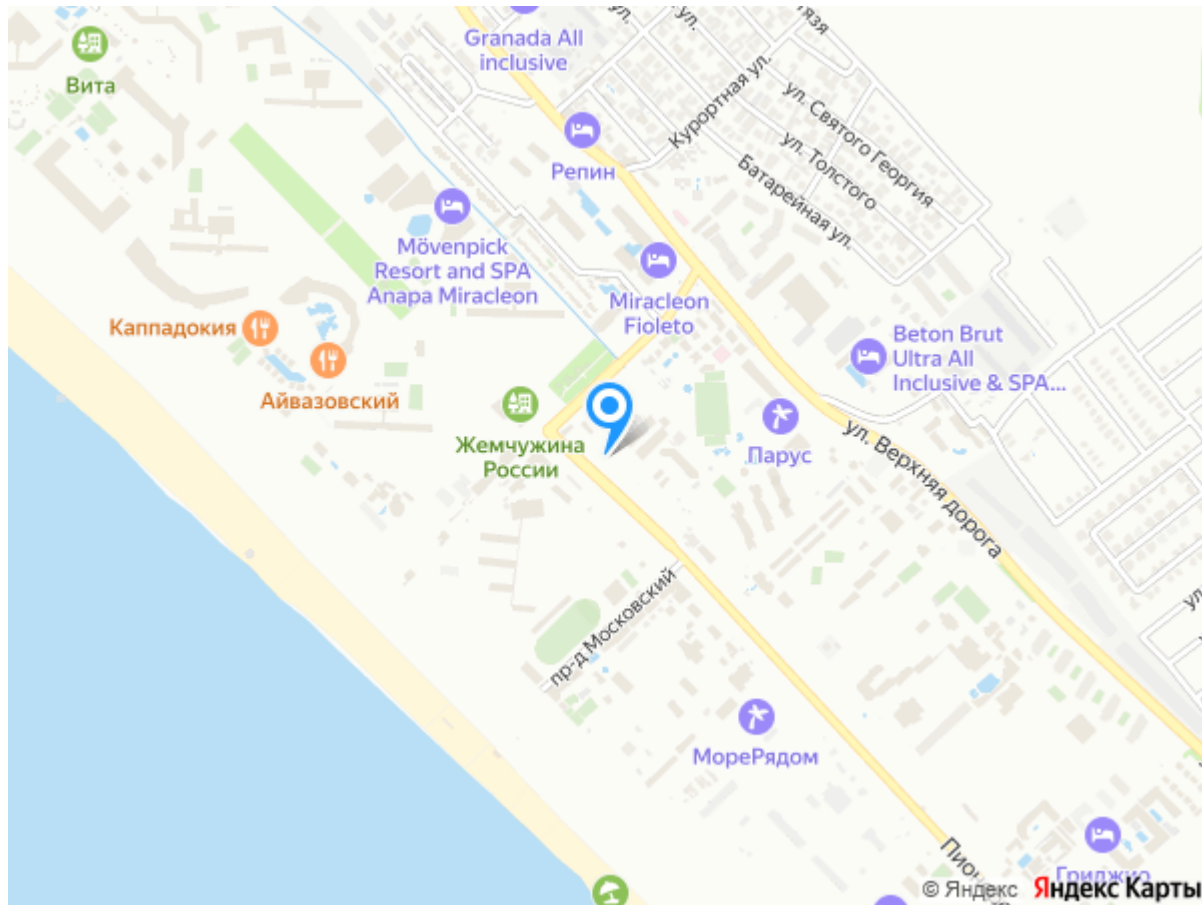 Granada All
inclusive
Вита
Курортная ул.
ул. Святого Георгия
ул. Толстого
Батарейная ул.
Репин
Mövenpick
Resort and SPA
Anapa Miracleon
Miracleon
Fioleto
Каппадокия
Айвазовский
Beton Brut
Ultra All
Inclusive & SPA...
Жемчужина
России
Парус
ул. Верхняя дорога
пр-д Московский
МореРядом
Гриджио
© Яндекс Яндекс Карты